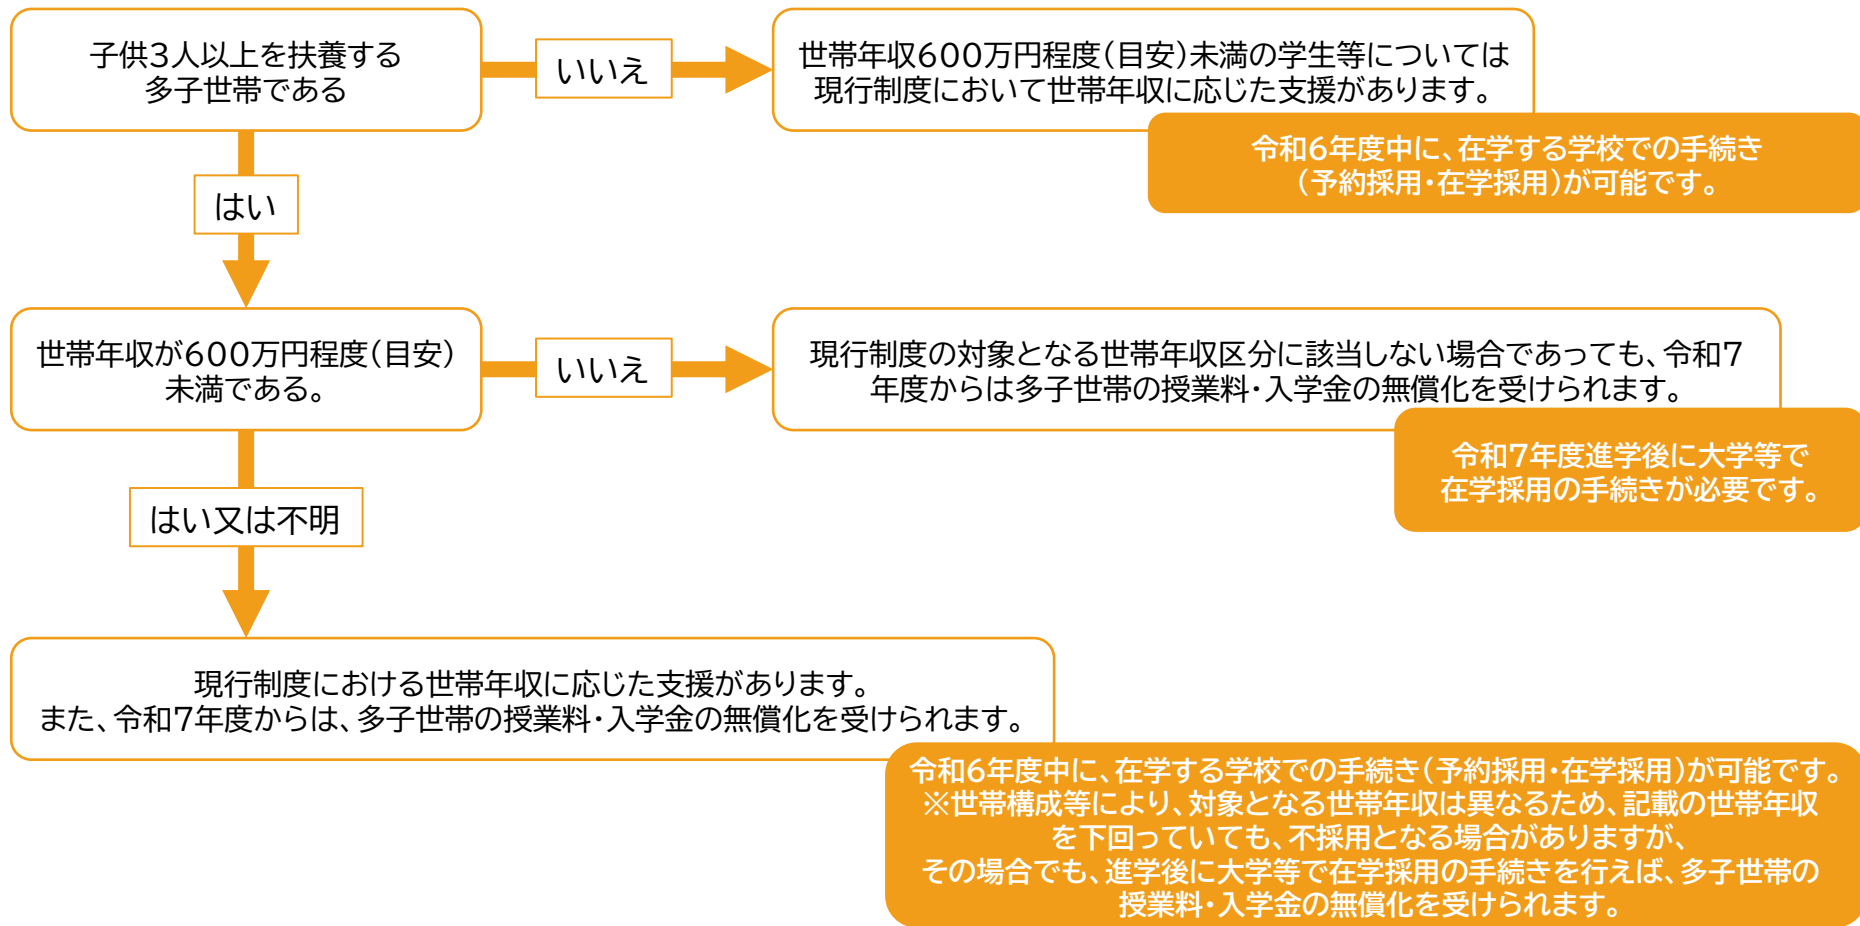 子供3人以上を扶養する
多子世帯である
いいえ
世帯年収600万円程度(目安)未満の学生等については
現行制度において世帯年収に応じた支援があります。
令和6年度中に、在学する学校での手続き
(予約採用・在学採用)が可能です。
はい
世帯年収が600万円程度(目安)
未満である。
いいえ
現行制度の対象となる世帯年収区分に該当しない場合であっても、令和7
年度からは多子世帯の授業料・入学金の無償化を受けられます。
令和7年度進学後に大学等で
在学採用の手続きが必要です。
はい又は不明
現行制度における世帯年収に応じた支援があります。
また、令和7年度からは、多子世帯の授業料・入学金の無償化を受けられます。
令和6年度中に、在学する学校での手続き(予約採用・在学採用)が可能です。
※世帯構成等により、対象となる世帯年収は異なるため、記載の世帯年収
を下回っていても、不採用となる場合がありますが、
その場合でも、進学後に大学等で在学採用の手続きを行えば、多子世帯の
授業料・入学金の無償化を受けられます。